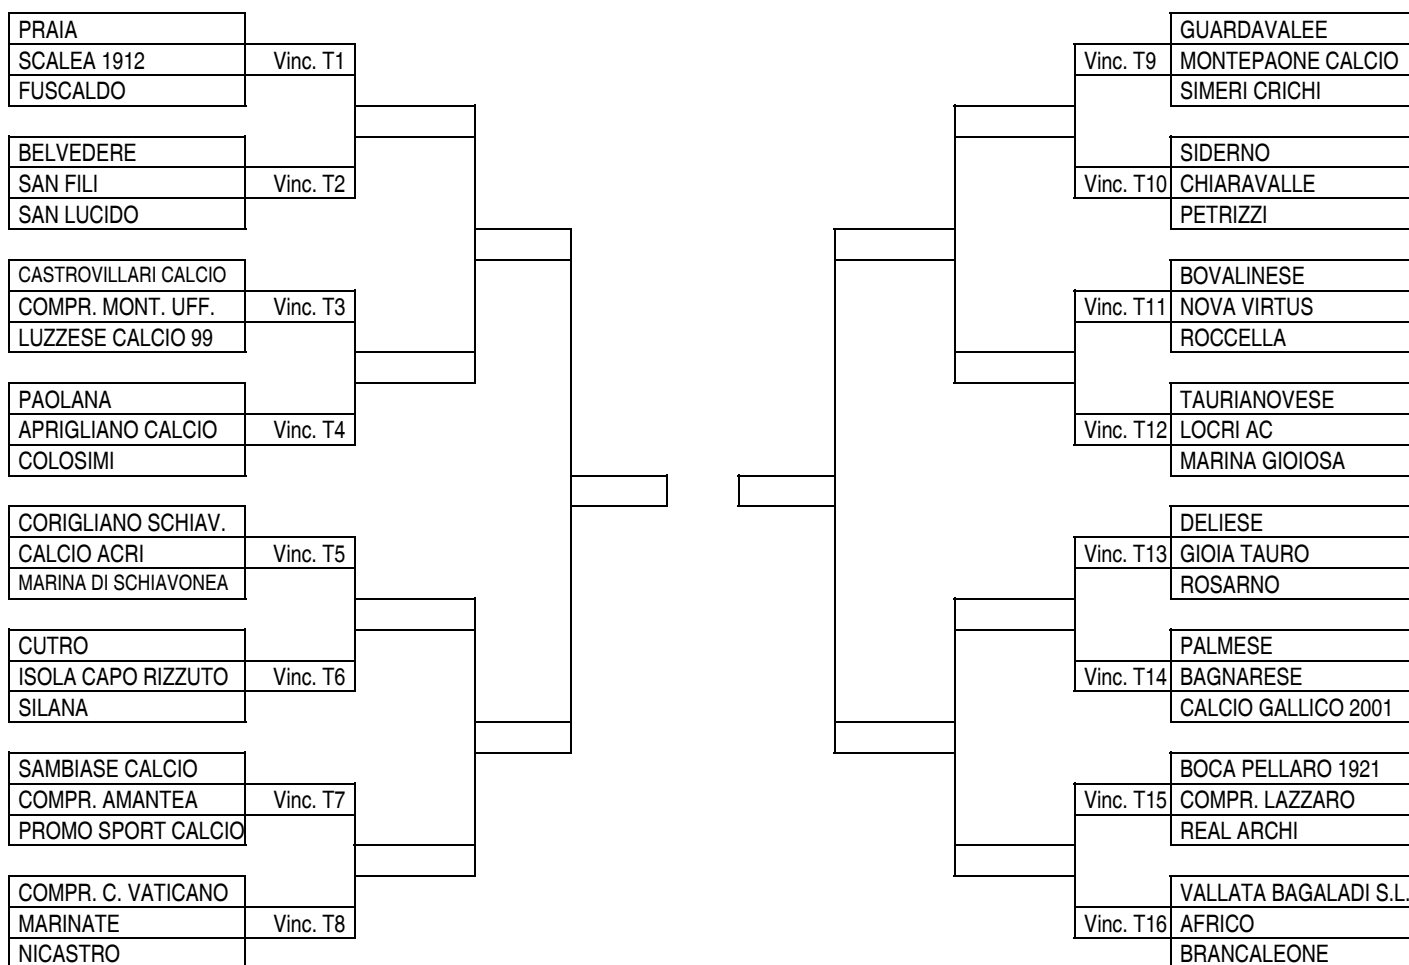 PRAIA
SCALEA 1912 Vinc. T1
FUSCALDO
BELVEDERE
SAN FILI Vinc. T2
SAN LUCIDO
CASTROVILLARI CALCIO
COMPR. MONT. UFF. Vinc. T3
LUZZESE CALCIO 99
PAOLANA
APRIGLIANO CALCIO Vinc. T4
COLOSIMI
CORIGLIANO SCHIAV.
CALCIO ACRI Vinc. T5
MARINA DI SCHIAVONEA
CUTRO
ISOLA CAPO RIZZUTO Vinc. T6
SILANA
SAMBIASE CALCIO
COMPR. AMANTEA Vinc. T7
PROMO SPORT CALCIO
COMPR. C. VATICANO
MARINATE Vinc. T8
NICASTRO
GUARDAVALEE
Vinc. T9 MONTEPAONE CALCIO
SIMERI CRICHI
SIDERNO
Vinc. T10 CHIARAVALLE
PETRIZZI
BOVALINESE
Vinc. T11 NOVA VIRTUS
ROCCELLA
TAURIANOVESE
Vinc. T12 LOCRI AC
MARINA GIOIOSA
DELIESE
Vinc. T13 GIOIA TAURO
ROSARNO
PALMESE
Vinc. T14 BAGNARESE
CALCIO GALLICO 2001
BOCA PELLARO 1921
Vinc. T15 COMPR. LAZZARO
REAL ARCHI
VALLATA BAGALADI S.L.
Vinc. T16 AFRICO
BRANCALEONE